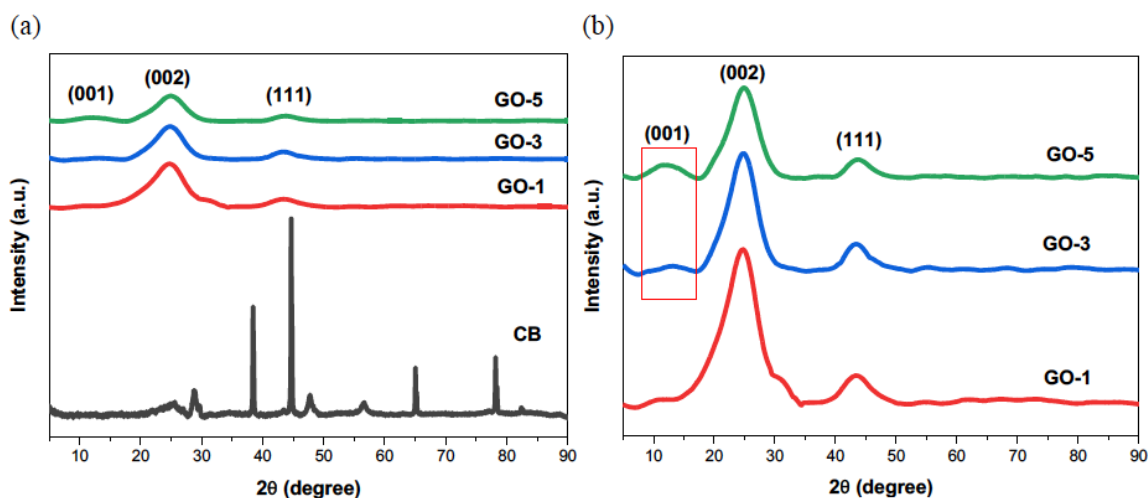 (a)
(001)
(002)
(111)
GO-5
GO-3
GO-1
CB
Intensity (a.u.)
10 20 30 40 50 60 70 80 90
2θ (degree)
(b)
(001)
(002)
(111)
GO-5
GO-3
GO-1
Intensity (a.u.)
10 20 30 40 50 60 70 80 90
2θ (degree)